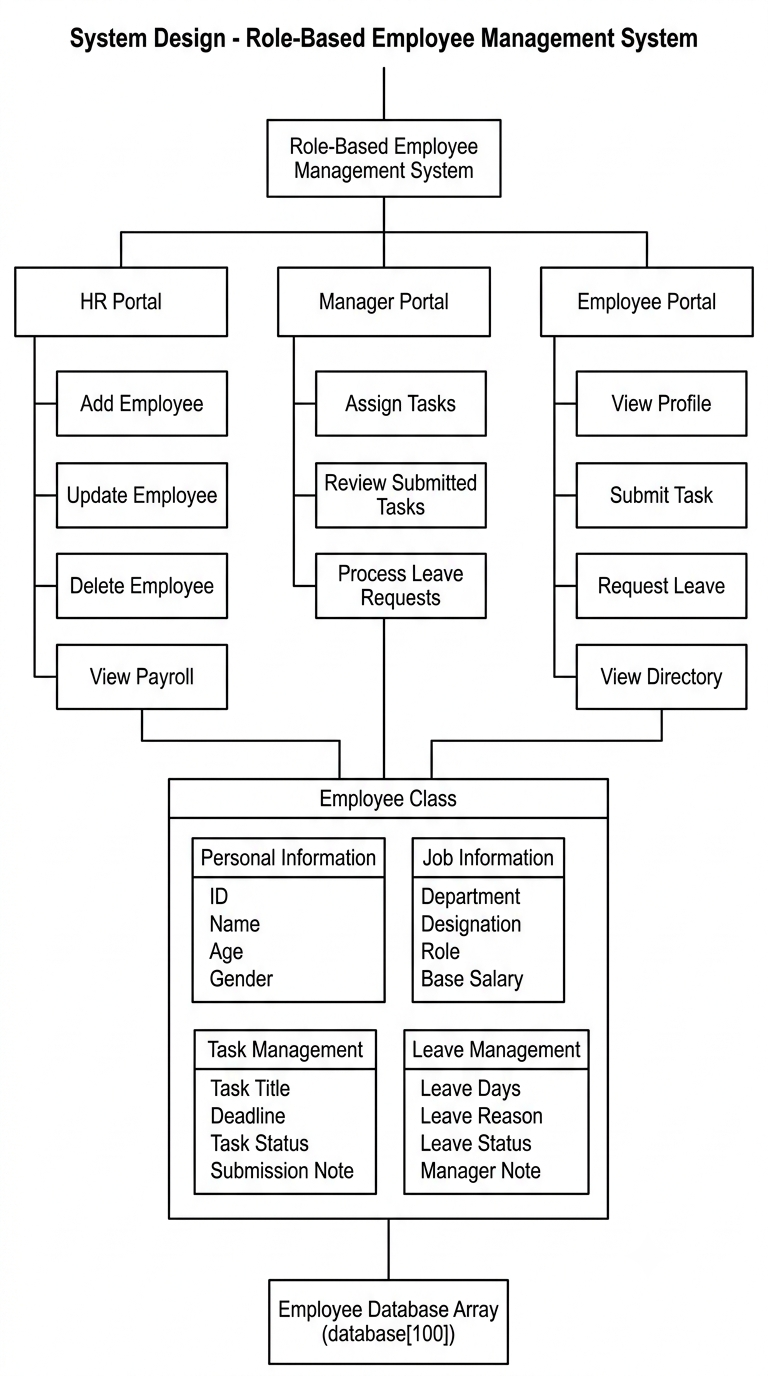 System Design - Role-Based Employee Management System
Role-Based Employee
Management System
HR Portal
Manager Portal
Employee Portal
Add Employee
Assign Tasks
View Profile
Update Employee
Review Submitted
Tasks
Submit Task
Delete Employee
Process Leave
Requests
Request Leave
View Payroll
View Directory
Employee Class
Personal Information
ID
Name
Age
Gender
Job Information
Department
Designation
Role
Base Salary
Task Management
Task Title
Deadline
Task Status
Submission Note
Leave Management
Leave Days
Leave Reason
Leave Status
Manager Note
Employee Database Array
(database[100])